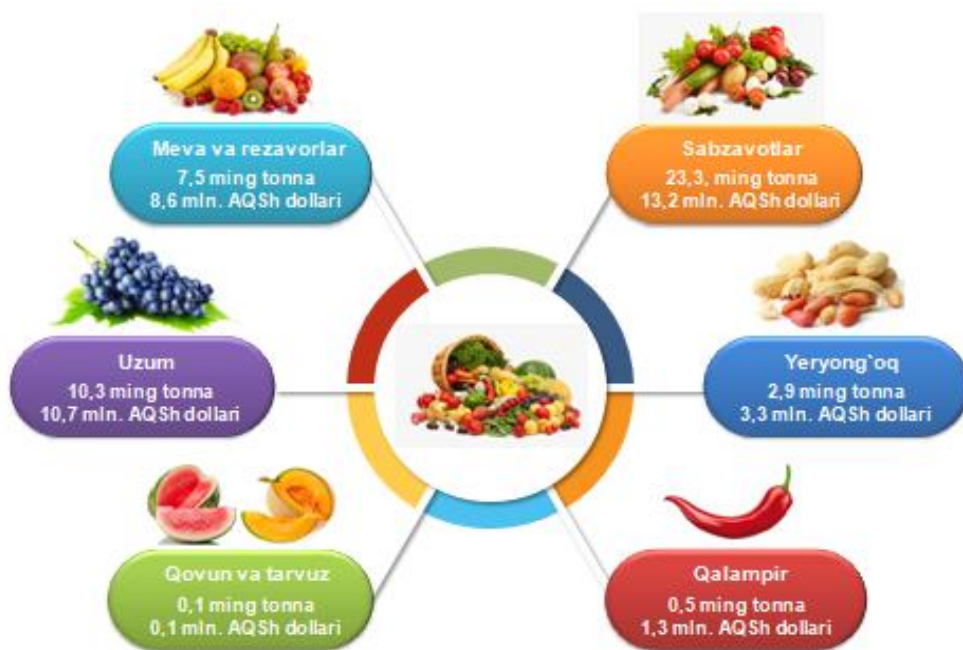 Meva va rezavorlar
7,5 ming tonna
8,6 mln. AQSh dollari
Sabzavotlar
23,3, ming tonna
13,2 mln. AQSh dollari
Uzum
10,3 ming tonna
10,7 mln. AQSh dollari
Yeryong`oq
2,9 ming tonna
3,3 mln. AQSh dollari
Qovun va tarvuz
0,1 ming tonna
0,1 mln. AQSh dollari
Qalampir
0,5 ming tonna
1,3 mln. AQSh dollari